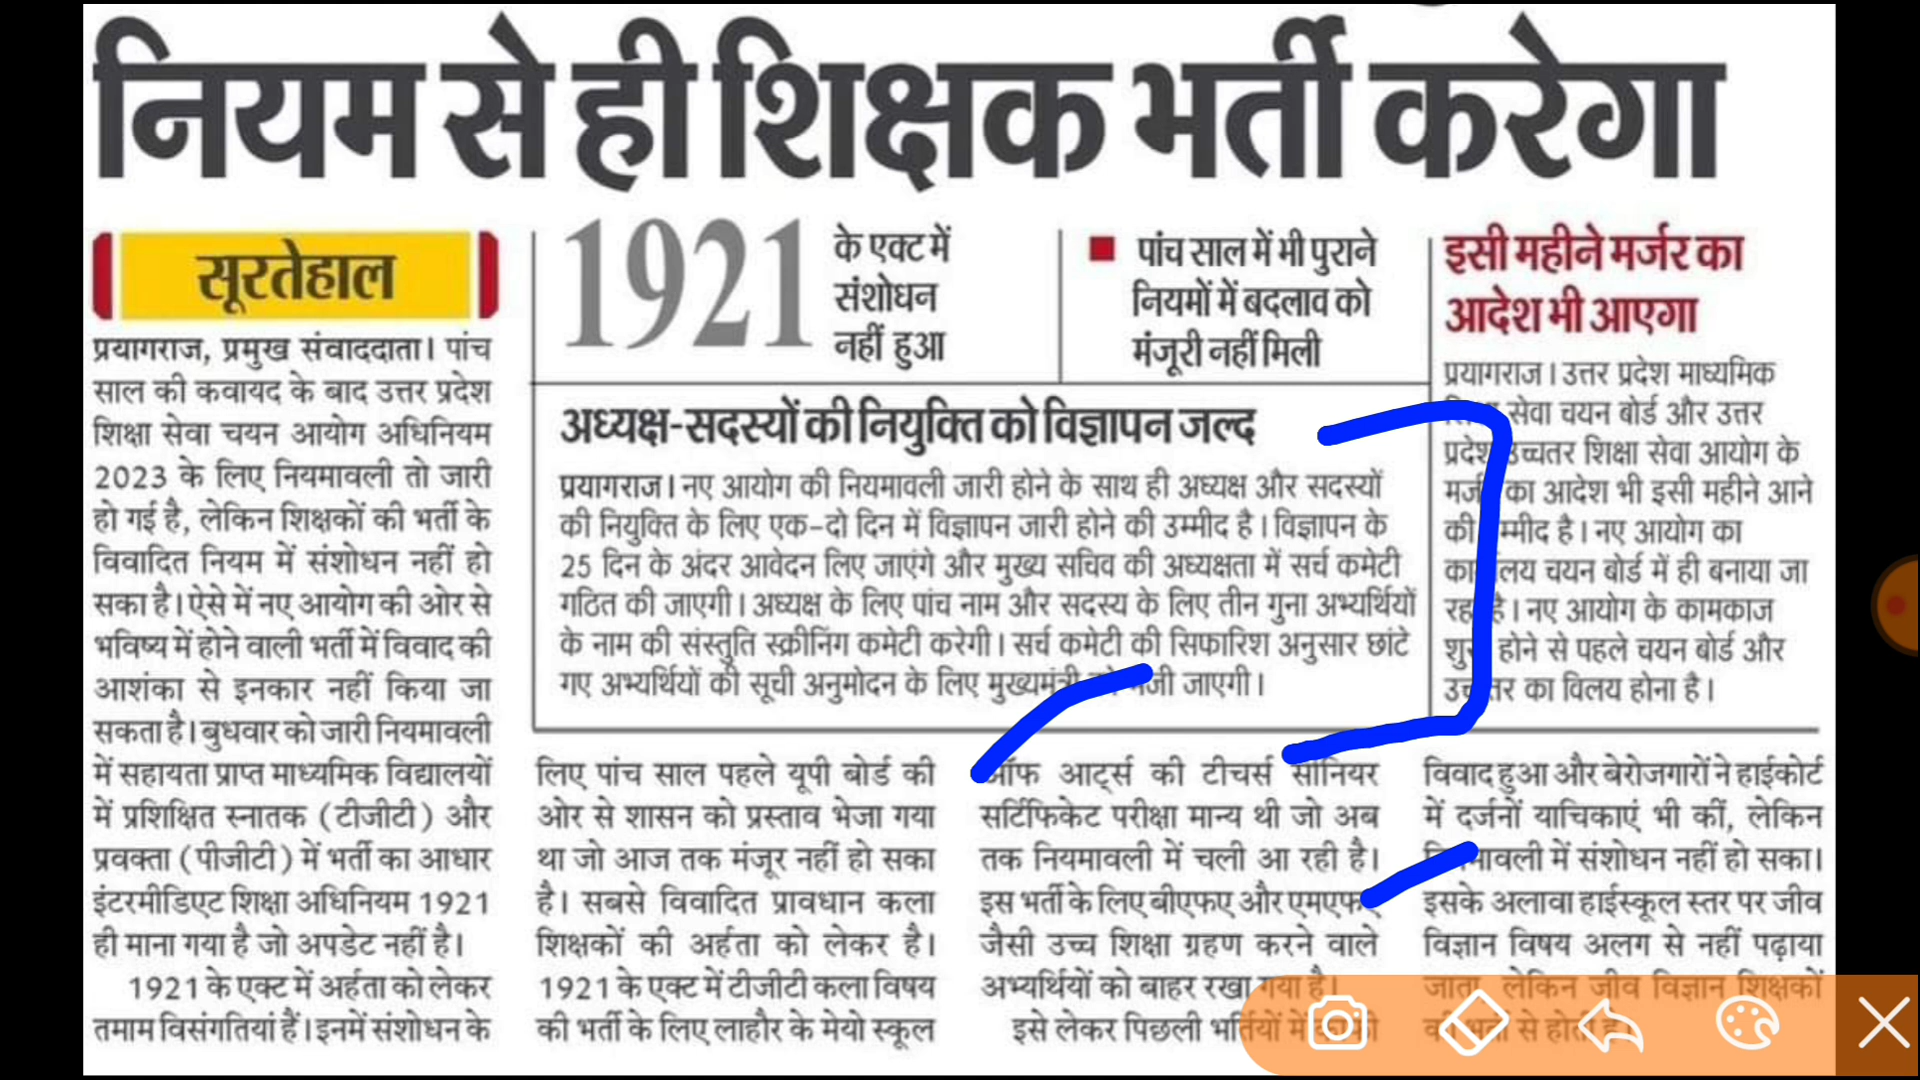 नियम से ही शिक्षक भर्ती करेगा
सूरतेहाल
प्रयागराज, प्रमुख संवाददाता। पांच
साल की कवायद के बाद उत्तर प्रदेश
शिक्षा सेवा चयन आयोग अधिनियम
2023 के लिए नियमावली तो जारी
हो गई है, लेकिन शिक्षकों की भर्ती के
विवादित नियम में संशोधन नहीं हो
सका है। ऐसे में नए आयोग की ओर से
भविष्य में होने वाली भर्ती में विवाद की
आशंका से इनकार नहीं किया जा
सकता है। बुधवार को जारी नियमावली
में सहायता प्राप्त माध्यमिक विद्यालयों
में प्रशिक्षित स्नातक (टीजीटी) और
प्रवक्ता (पीजीटी) में भर्ती का आधार
इंटरमीडिएट शिक्षा अधिनियम 1921
ही माना गया है जो अपडेट नहीं है।
1921 के एक्ट में अर्हता को लेकर
तमाम विसंगतियां हैं। इनमें संशोधन के
1921
के एक्ट में
संशोधन
नहीं हुआ
पांच साल में भी पुराने
नियमों में बदलाव को
मंजूरी नहीं मिली
अध्यक्ष-सदस्यों की नियुक्ति को विज्ञापन जल्द
प्रयागराज। नए आयोग की नियमावली जारी होने के साथ ही अध्यक्ष और सदस्यों
की नियुक्ति के लिए एक-दो दिन में विज्ञापन जारी होने की उम्मीद है। विज्ञापन के
25 दिन के अंदर आवेदन लिए जाएंगे और मुख्य सचिव की अध्यक्षता में सर्च कमेटी
गठित की जाएगी। अध्यक्ष के लिए पांच नाम और सदस्य के लिए तीन गुना अभ्यर्थियों
के नाम की संस्तुति स्क्रीनिंग कमेटी करेगी। सर्च कमेटी की सिफारिश अनुसार छांटे
गए अभ्यर्थियों की सूची अनुमोदन के लिए मुख्यमंत्री जाएगी।
इसी महीने मर्जर का
आदेश भी आएगा
प्रयागराज। उत्तर प्रदेश माध्यमिक
सेवा चयन बोर्ड और उत्तर
प्रदेश उच्चतर शिक्षा सेवा आयोग के
का आदेश भी इसी महीने आने
की है। नए आयोग का
चयन बोर्ड में ही बनाया जा
है। नए आयोग के कामकाज
होने से पहले चयन बोर्ड और
का विलय होना है।
लिए पांच साल पहले यूपी बोर्ड की
ओर से शासन को प्रस्ताव भेजा गया
था जो आज तक मंजूर नहीं हो सका
है। सबसे विवादित प्रावधान कला
शिक्षकों की अर्हता को लेकर है।
1921 के एक्ट में टीजीटी कला विषय
की भर्ती के लिए लाहौर के मेयो स्कूल
ऑफ आर्ट्स की टीचर्स सीनियर
सर्टिफिकेट परीक्षा मान्य थी जो अब
तक नियमावली में चली आ रही है।
इस भर्ती के लिए बीएफए और एमएफए
जैसी उच्च शिक्षा ग्रहण करने वाले
अभ्यर्थियों को बाहर रखा गया है।
इसे लेकर पिछली भर्तियों में
विवाद हुआ और बेरोजगारों ने हाईकोर्ट
में दर्जनों याचिकाएं भी कीं, लेकिन
नियमावली में संशोधन नहीं हो सका।
इसके अलावा हाईस्कूल स्तर पर जीव
विज्ञान विषय अलग से नहीं पढ़ाया
जाता लेकिन जीव विज्ञान शिक्षकों
से